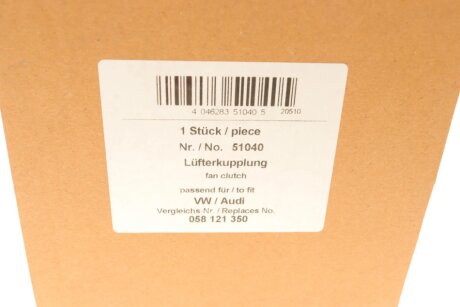 4 046283 51040 5 20510
1 Stück / piece
Nr. / No. 51040
Lüfterkupplung
fan clutch
passend für / to fit
VW / Audi
Vergleichs Nr. / Replaces No.
058 121 350